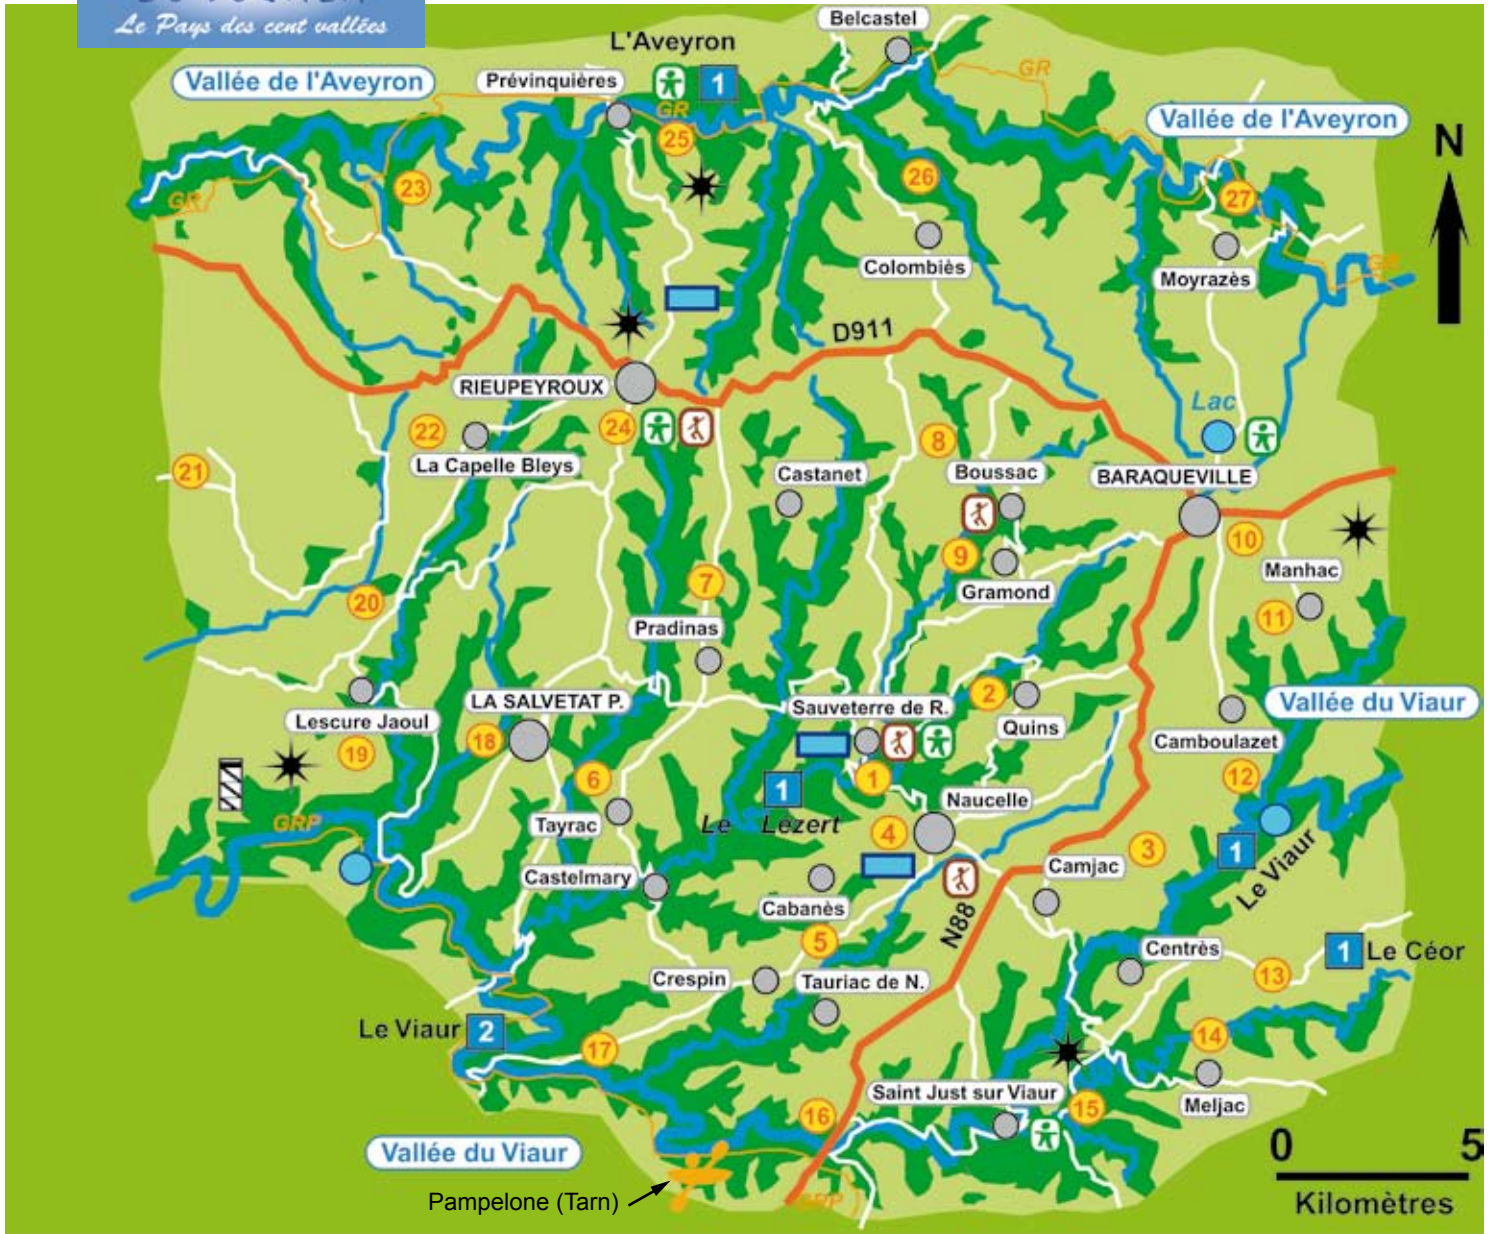 Le Pays des cent vallées
Belcastel
L'Aveyron
Vallée de l'Aveyron
Prévinquières
1
GR
GR
25
Vallée de l'Aveyron
N
23
26
27
GR
Colombiès
Moyrazès
GR
D911
RIEUPEYROUX
Lac
22
24
La Capelle Bleys
8
21
Castanet
Boussac
BARAQUEVILLE
10
9
Manhac
7
Gramond
20
11
Pradinas
LA SALVETAT P.
Sauveterre de R.
2
Vallée du Viaur
Lescure Jaoul
Quins
18
Camboulazet
19
6
1
12
1
Naucelle
Tayrac
Le Lezert
4
GRP
3
1
Camjac
Castelmary
Le Viaur
Cabanès
N88
5
Centrès
1
Le Céor
Crespin
Tauriac de N.
13
Le Viaur
2
14
17
Saint Just sur Viaur
15
Meljac
16
0
5
Vallée du Viaur
Pampelone (Tarn)
GRP
Kilomètres